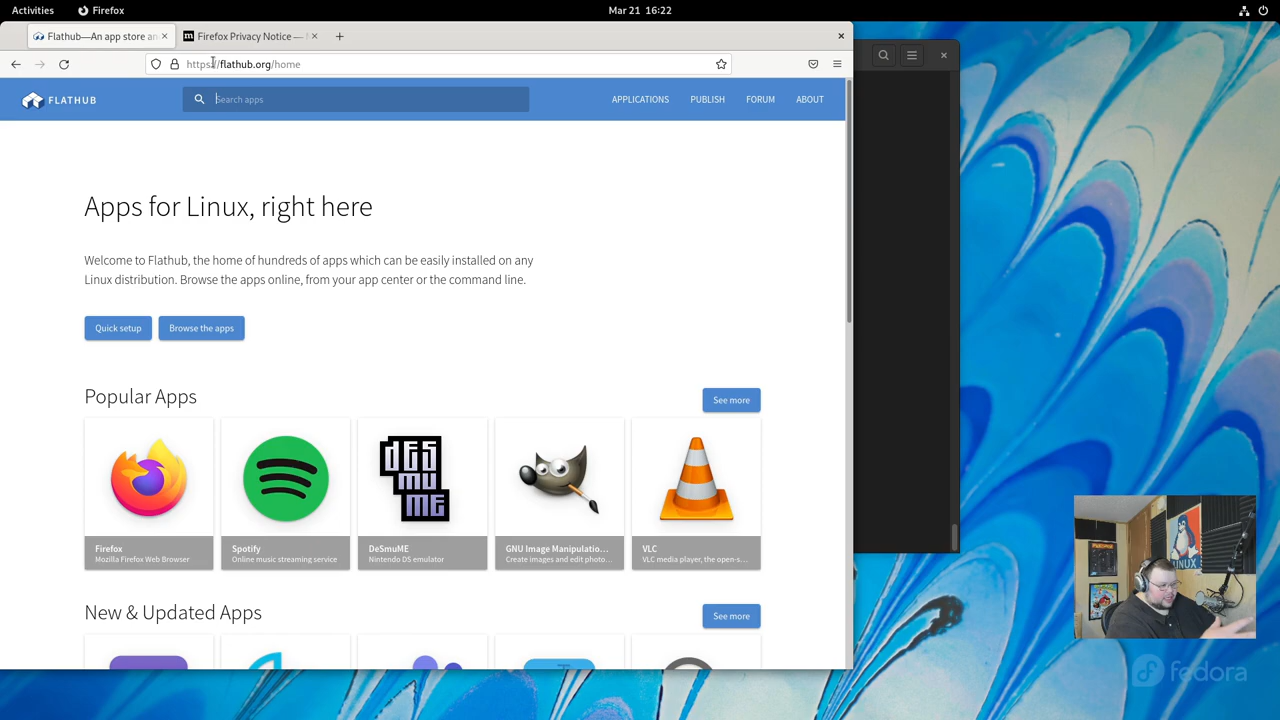 Activities
Firefox
Mar 21 16:22
Flathub—An app store an
Firefox Privacy Notice —
https://flathub.org/home
FLATHUB
Search apps
APPLICATIONS
PUBLISH
FORUM
ABOUT
Apps for Linux, right here
Welcome to Flathub, the home of hundreds of apps which can be easily installed on any
Linux distribution. Browse the apps online, from your app center or the command line.
Quick setup
Browse the apps
Popular Apps
See more
DESMUME
Firefox
Mozilla Firefox Web Browser
Spotify
Online music streaming service
DeSmuME
Nintendo DS emulator
GNU Image Manipulatio…
Create images and edit photo…
VLC
VLC media player, the open-s…
New & Updated Apps
See more
LINUX
fedora